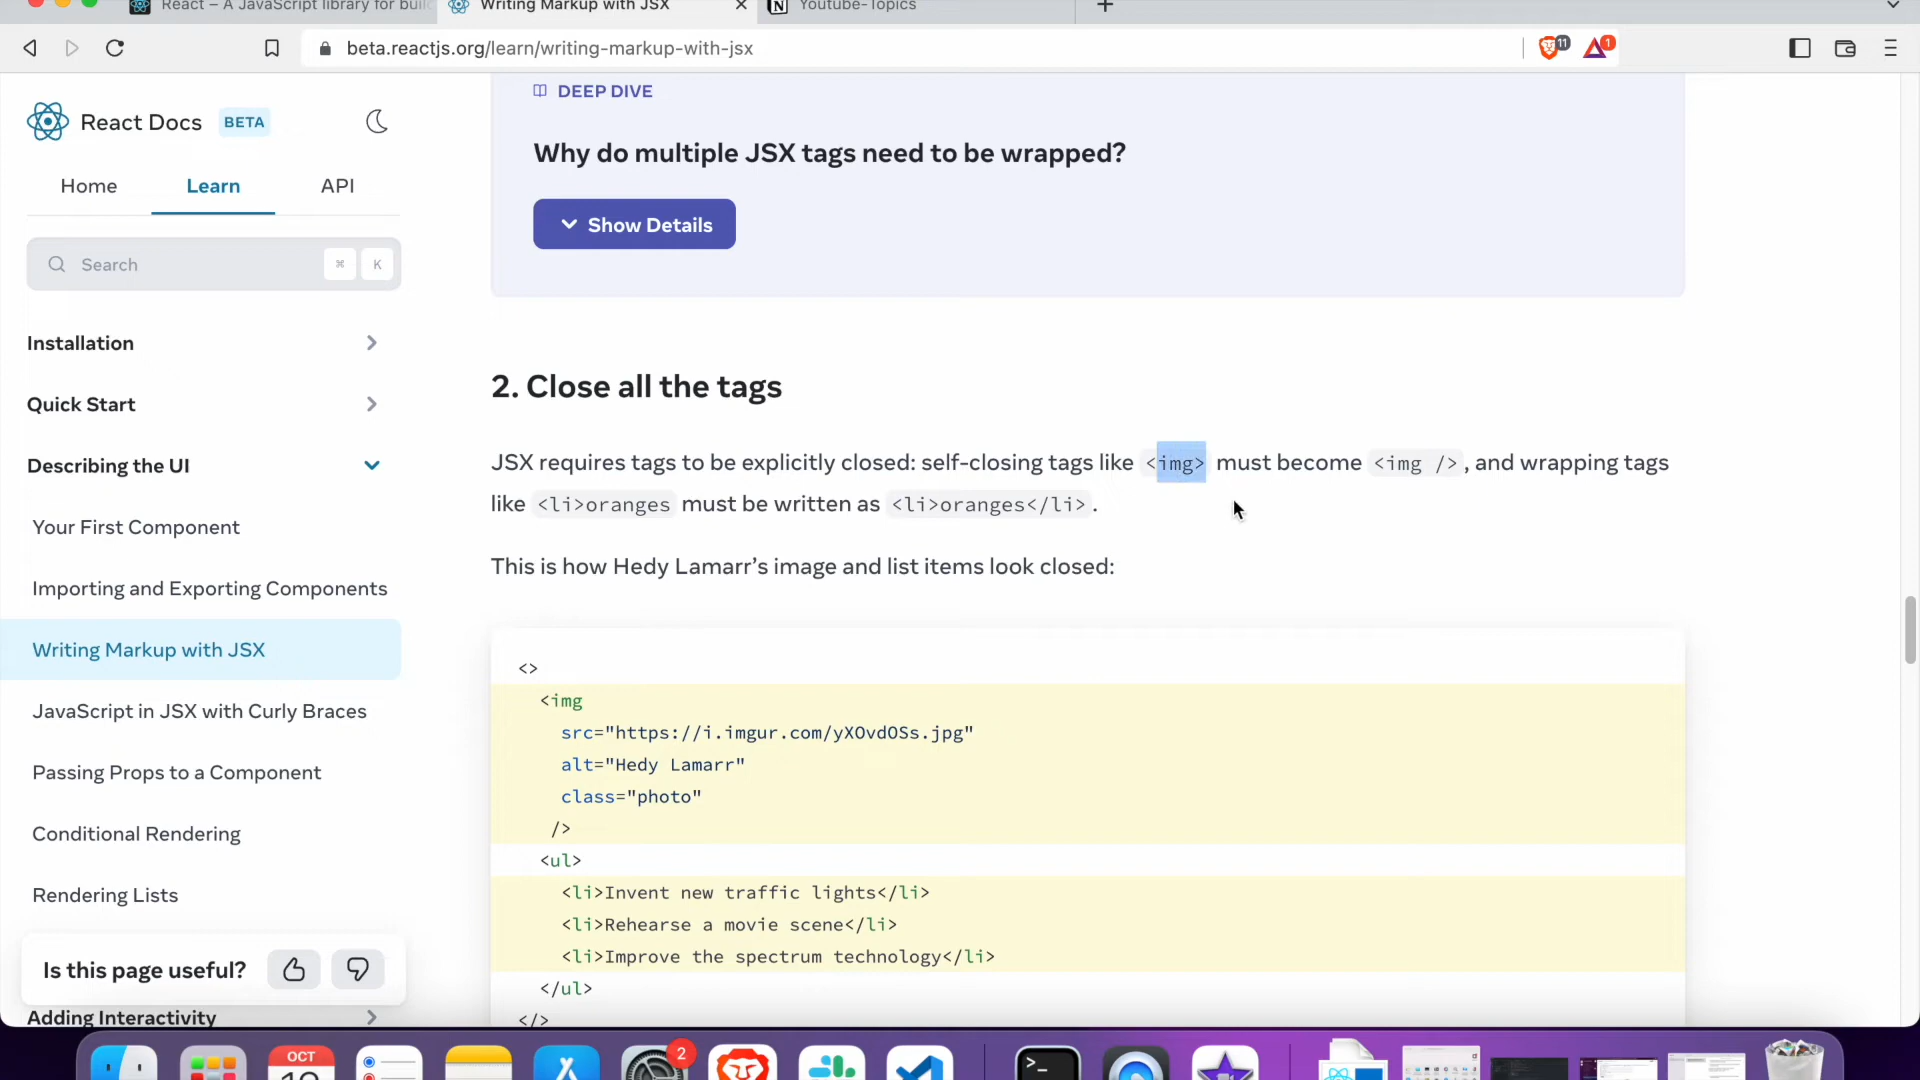 React – A JavaScript library for buil
Writing Markup with JSX
Youtube-Topics
beta.reactjs.org/learn/writing-markup-with-jsx
11
1
React Docs BETA
Home Learn API
Search ⌘ K
Installation
Quick Start
Describing the UI
Your First Component
Importing and Exporting Components
Writing Markup with JSX
JavaScript in JSX with Curly Braces
Passing Props to a Component
Conditional Rendering
Rendering Lists
Is this page useful?
Adding Interactivity
DEEP DIVE
Why do multiple JSX tags need to be wrapped?
Show Details
2. Close all the tags
JSX requires tags to be explicitly closed: self-closing tags like <img> must become <img />, and wrapping tags
like <li>oranges must be written as <li>oranges</li>.
This is how Hedy Lamarr’s image and list items look closed:
<>
<img
src="https://i.imgur.com/yXOvdOSs.jpg"
alt="Hedy Lamarr"
class="photo"
/>
<ul>
<li>Invent new traffic lights</li>
<li>Rehearse a movie scene</li>
<li>Improve the spectrum technology</li>
</ul>
</>
OCT
2
>_